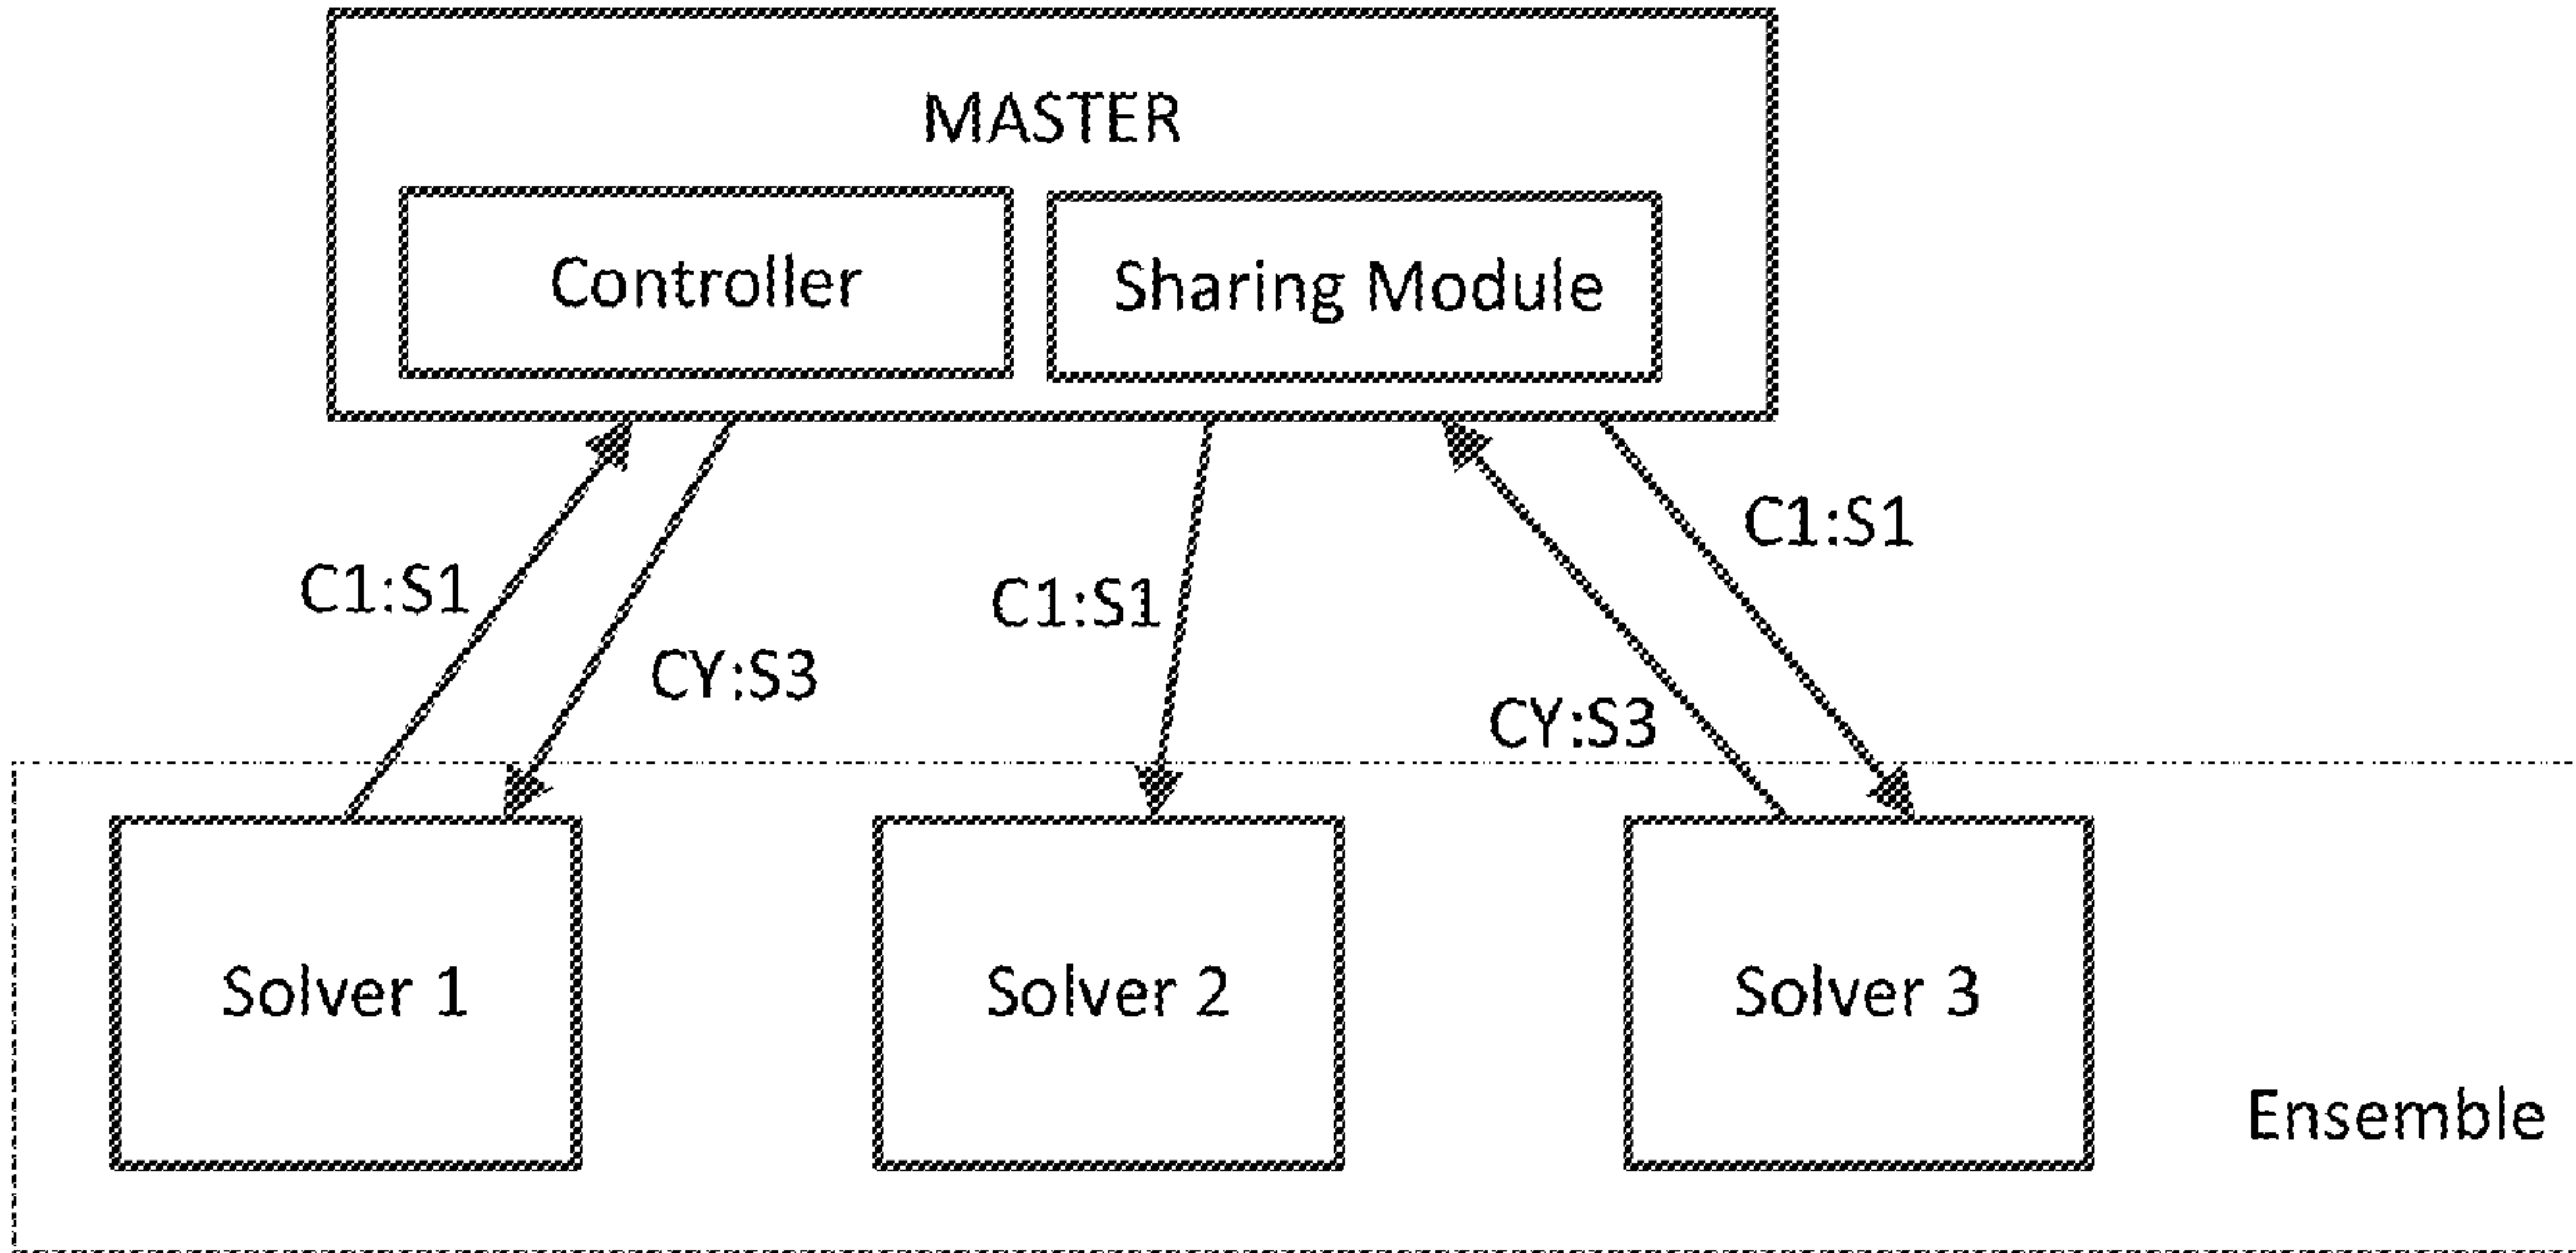 MASTER
Controller
Sharing Module
C1:S1
C1:S1
CY:S3
C1:S1
CY:S3
Solver 1
Solver 2
Solver 3
Ensemble